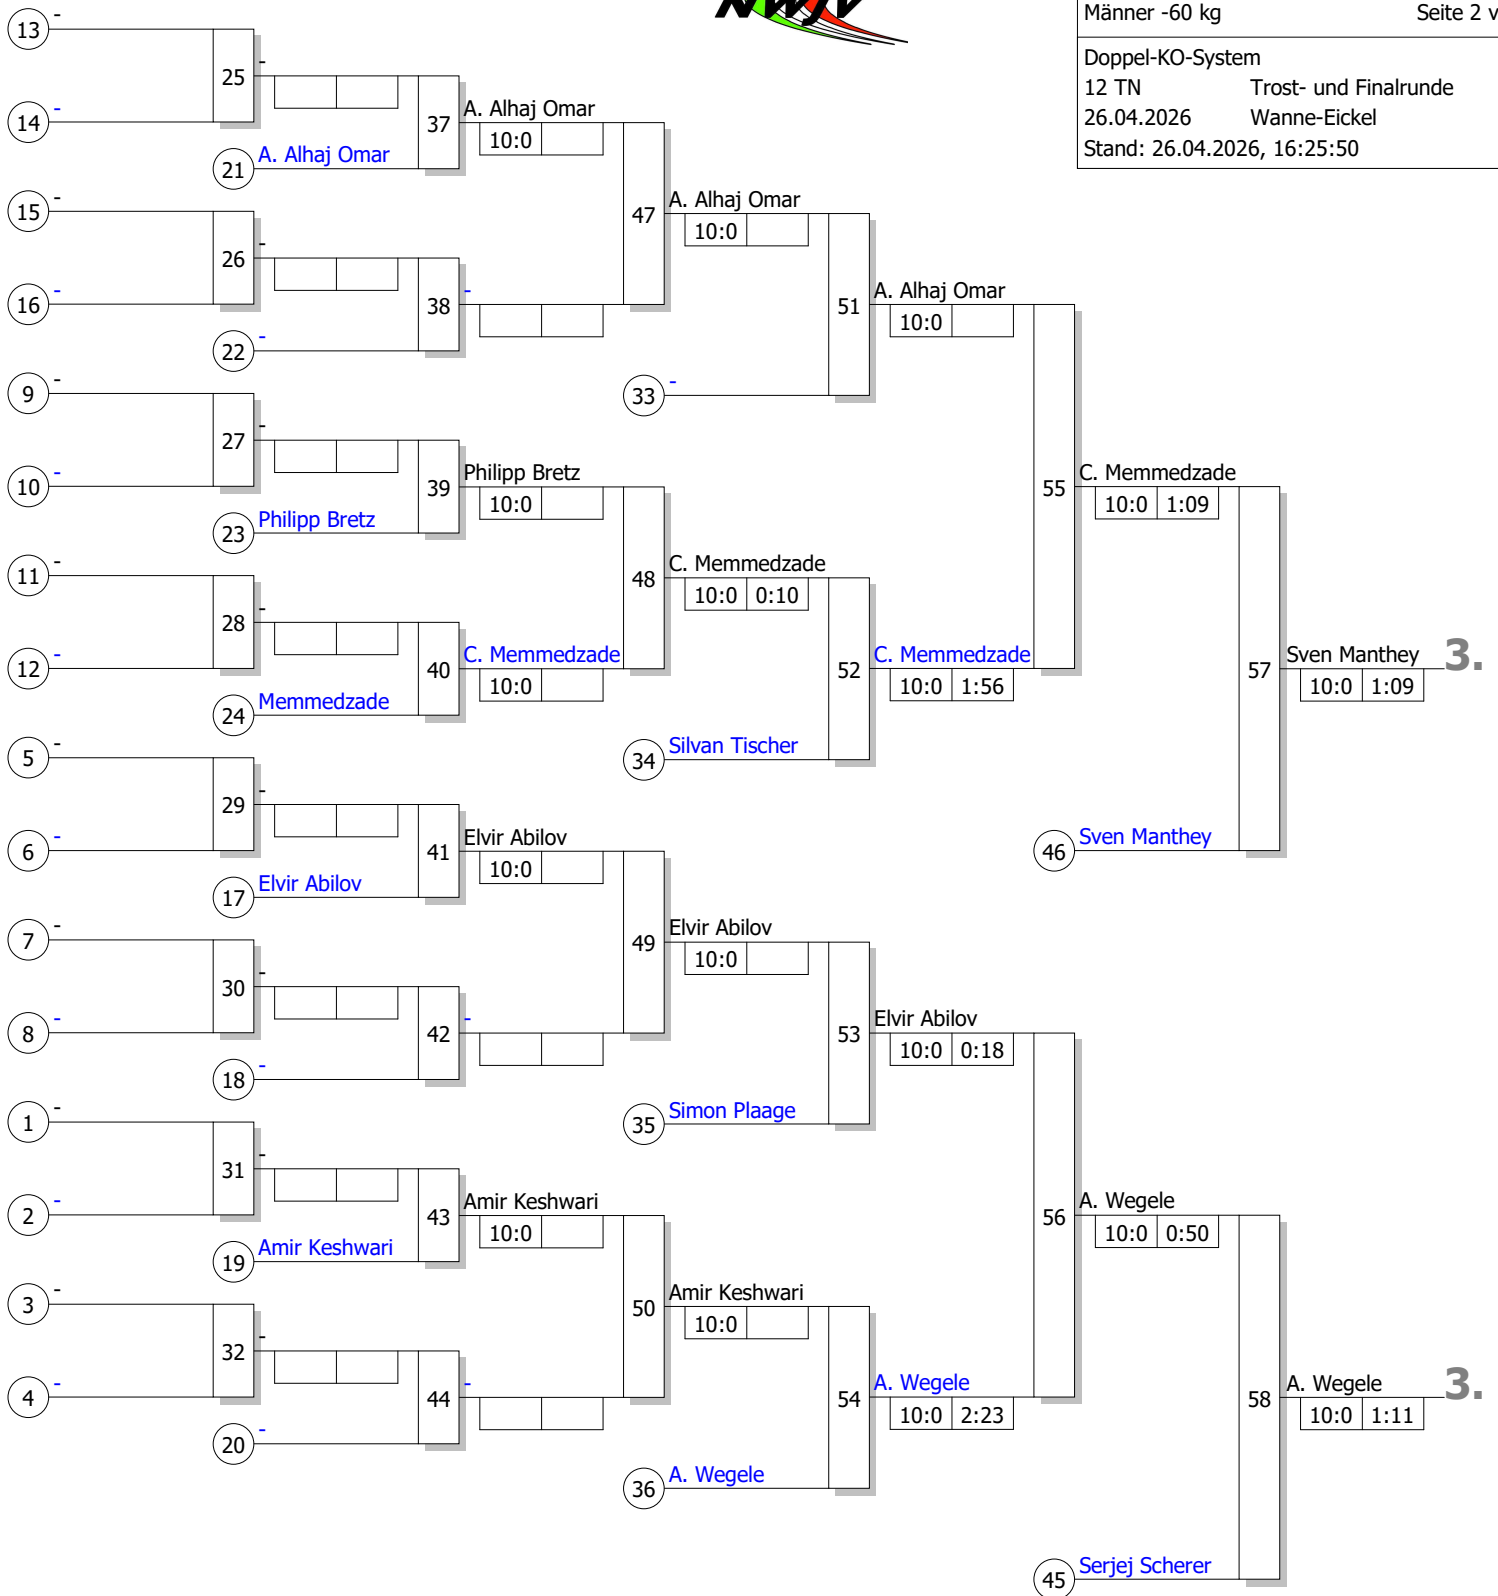 NWJV
Männer -60 kg Seite 2 v
Doppel-KO-System
12 TN Trost- und Finalrunde
26.04.2026 Wanne-Eickel
Stand: 26.04.2026, 16:25:50
13 -
25 -
14 -
37 A. Alhaj Omar
10:0
21 A. Alhaj Omar
15 -
47 A. Alhaj Omar
10:0
26 -
16 -
38 -
22 -
51 A. Alhaj Omar
10:0
33 -
9 -
27 -
10 -
39 Philipp Bretz
10:0
23 Philipp Bretz
55 C. Memmedzade
10:0 1:09
11 -
48 C. Memmedzade
10:0 0:10
28 -
12 -
40 C. Memmedzade
10:0
24 Memmedzade
52 C. Memmedzade
10:0 1:56
57 Sven Manthey 3.
10:0 1:09
34 Silvan Tischer
5 -
29 -
6 -
41 Elvir Abilov
10:0
17 Elvir Abilov
46 Sven Manthey
7 -
49 Elvir Abilov
10:0
30 -
8 -
42 -
18 -
53 Elvir Abilov
10:0 0:18
35 Simon Plaage
1 -
31 -
2 -
43 Amir Keshwari
10:0
19 Amir Keshwari
56 A. Wegele
10:0 0:50
3 -
50 Amir Keshwari
10:0
32 -
4 -
44 -
20 -
54 A. Wegele
10:0 2:23
58 A. Wegele 3.
10:0 1:11
36 A. Wegele
45 Serjej Scherer